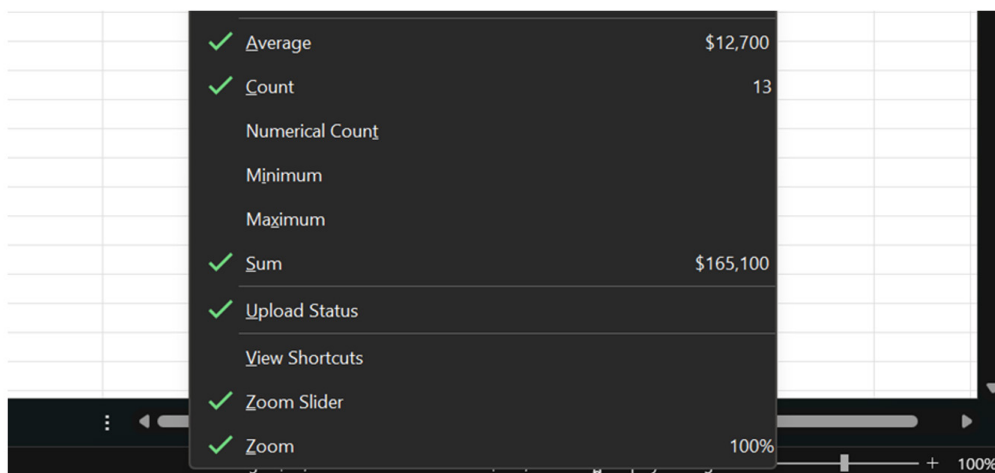 Average $12,700
Count 13
Numerical Count
Minimum
Maximum
Sum $165,100
Upload Status
View Shortcuts
Zoom Slider
Zoom 100%
100%